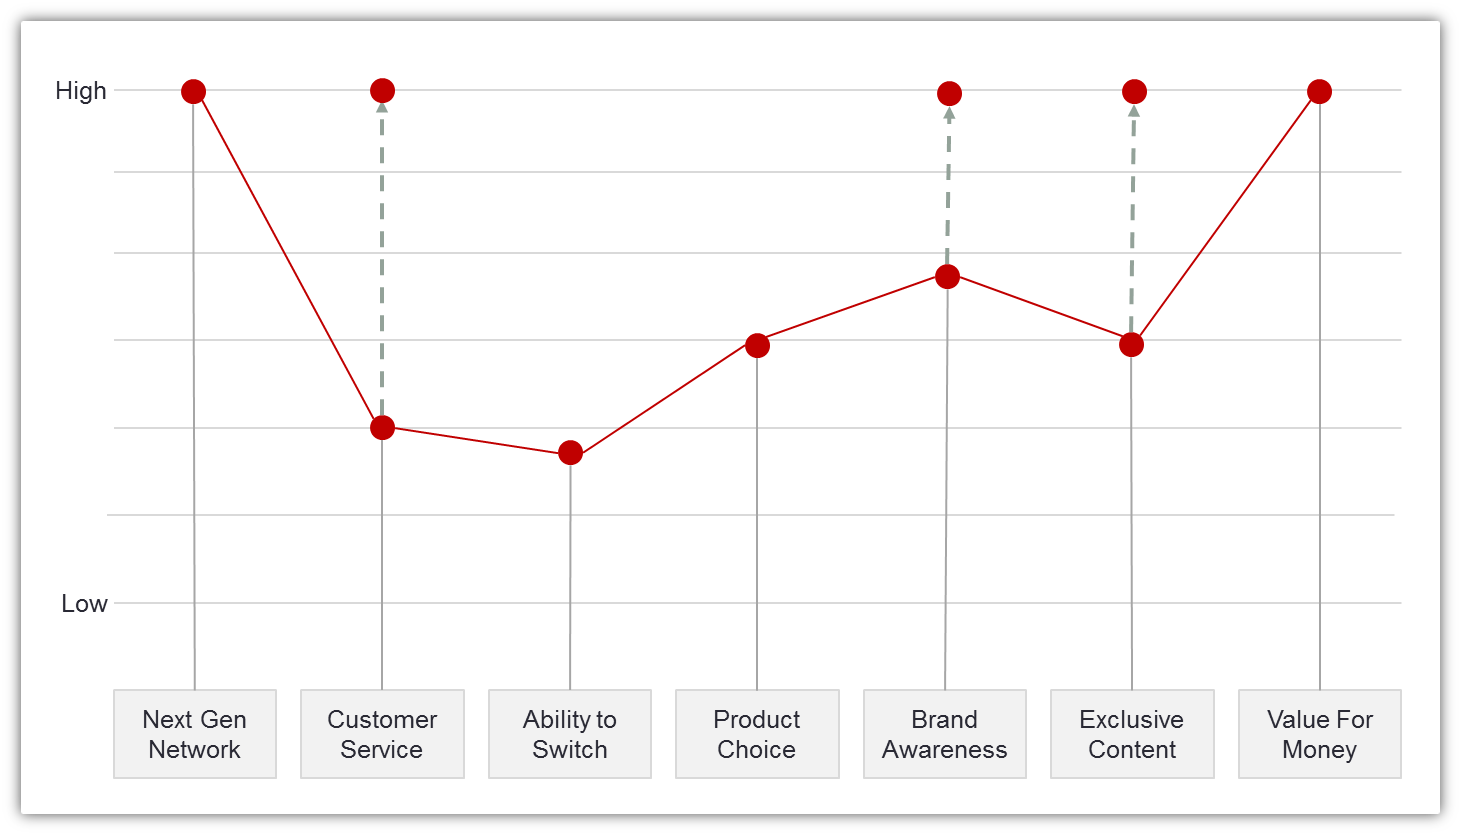 High
Low
Next Gen
Network
Customer
Service
Ability to
Switch
Product
Choice
Brand
Awareness
Exclusive
Content
Value For
Money